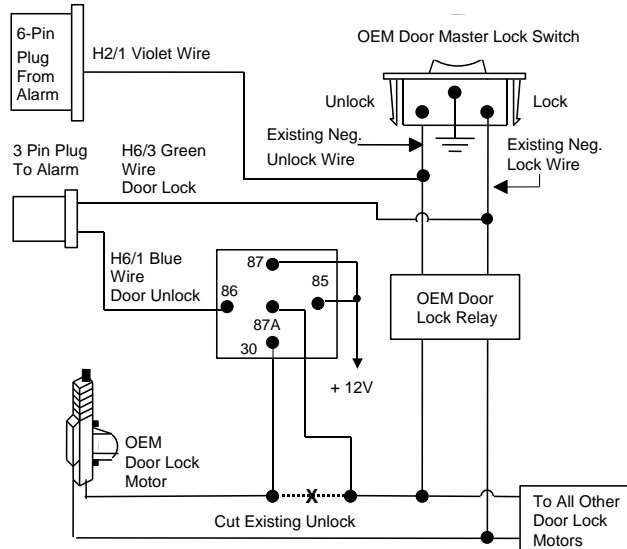 6-Pin
Plug
From
Alarm
H2/1 Violet Wire
OEM Door Master Lock Switch
Unlock
Lock
Existing Neg.
Unlock Wire
Existing Neg.
Lock Wire
3 Pin Plug
To Alarm
H6/3 Green
Wire
Door Lock
H6/1 Blue
Wire
Door Unlock
87
86
85
87A
30
+ 12V
OEM Door
Lock Relay
OEM
Door Lock
Motor
X
Cut Existing Unlock
To All Other
Door Lock
Motors